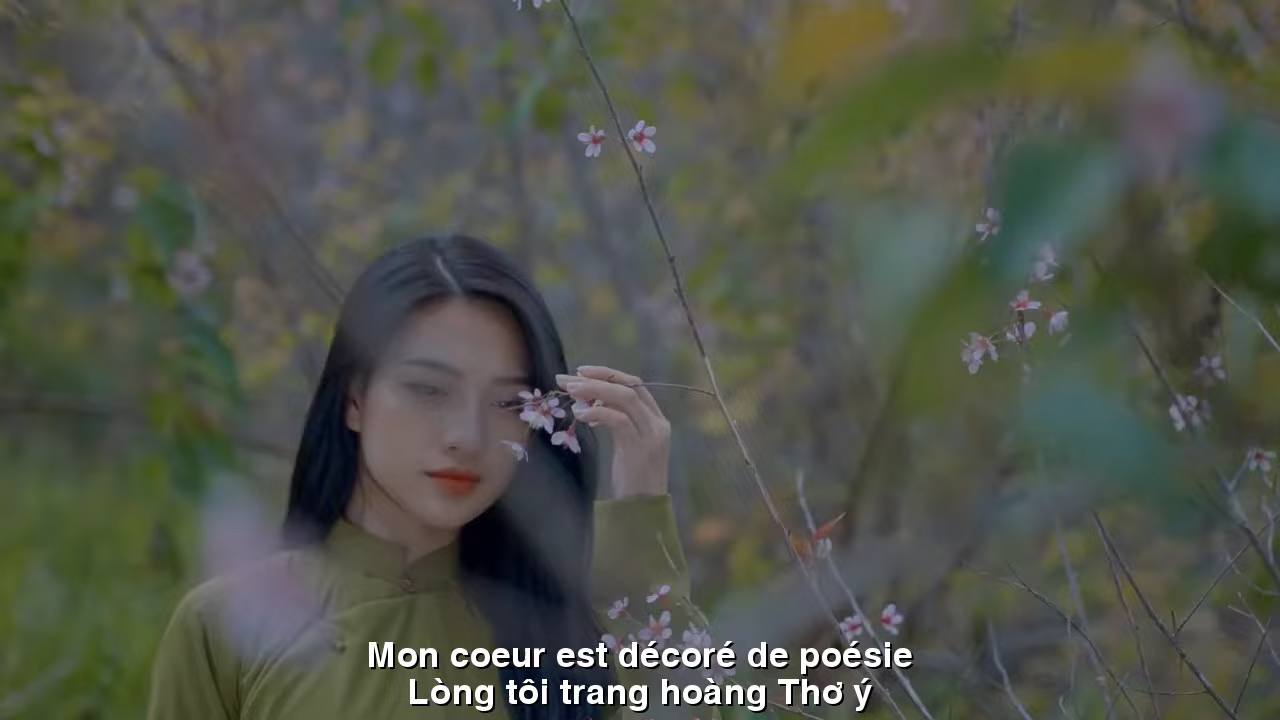 Mon coeur est décoré de poésie
Lòng tôi trang hoàng Thơ ý